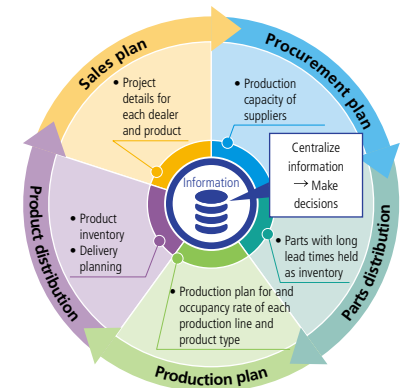 Sales plan
• Project
details for
each dealer
and product
Procurement plan
• Production
capacity of
suppliers
Centralize
information
→ Make
decisions
Information
Parts distribution
• Parts with long
lead times held
as inventory
Production plan
• Production plan for and
occupancy rate of each
production line and
product type
Product distribution
• Product
inventory
• Delivery
planning